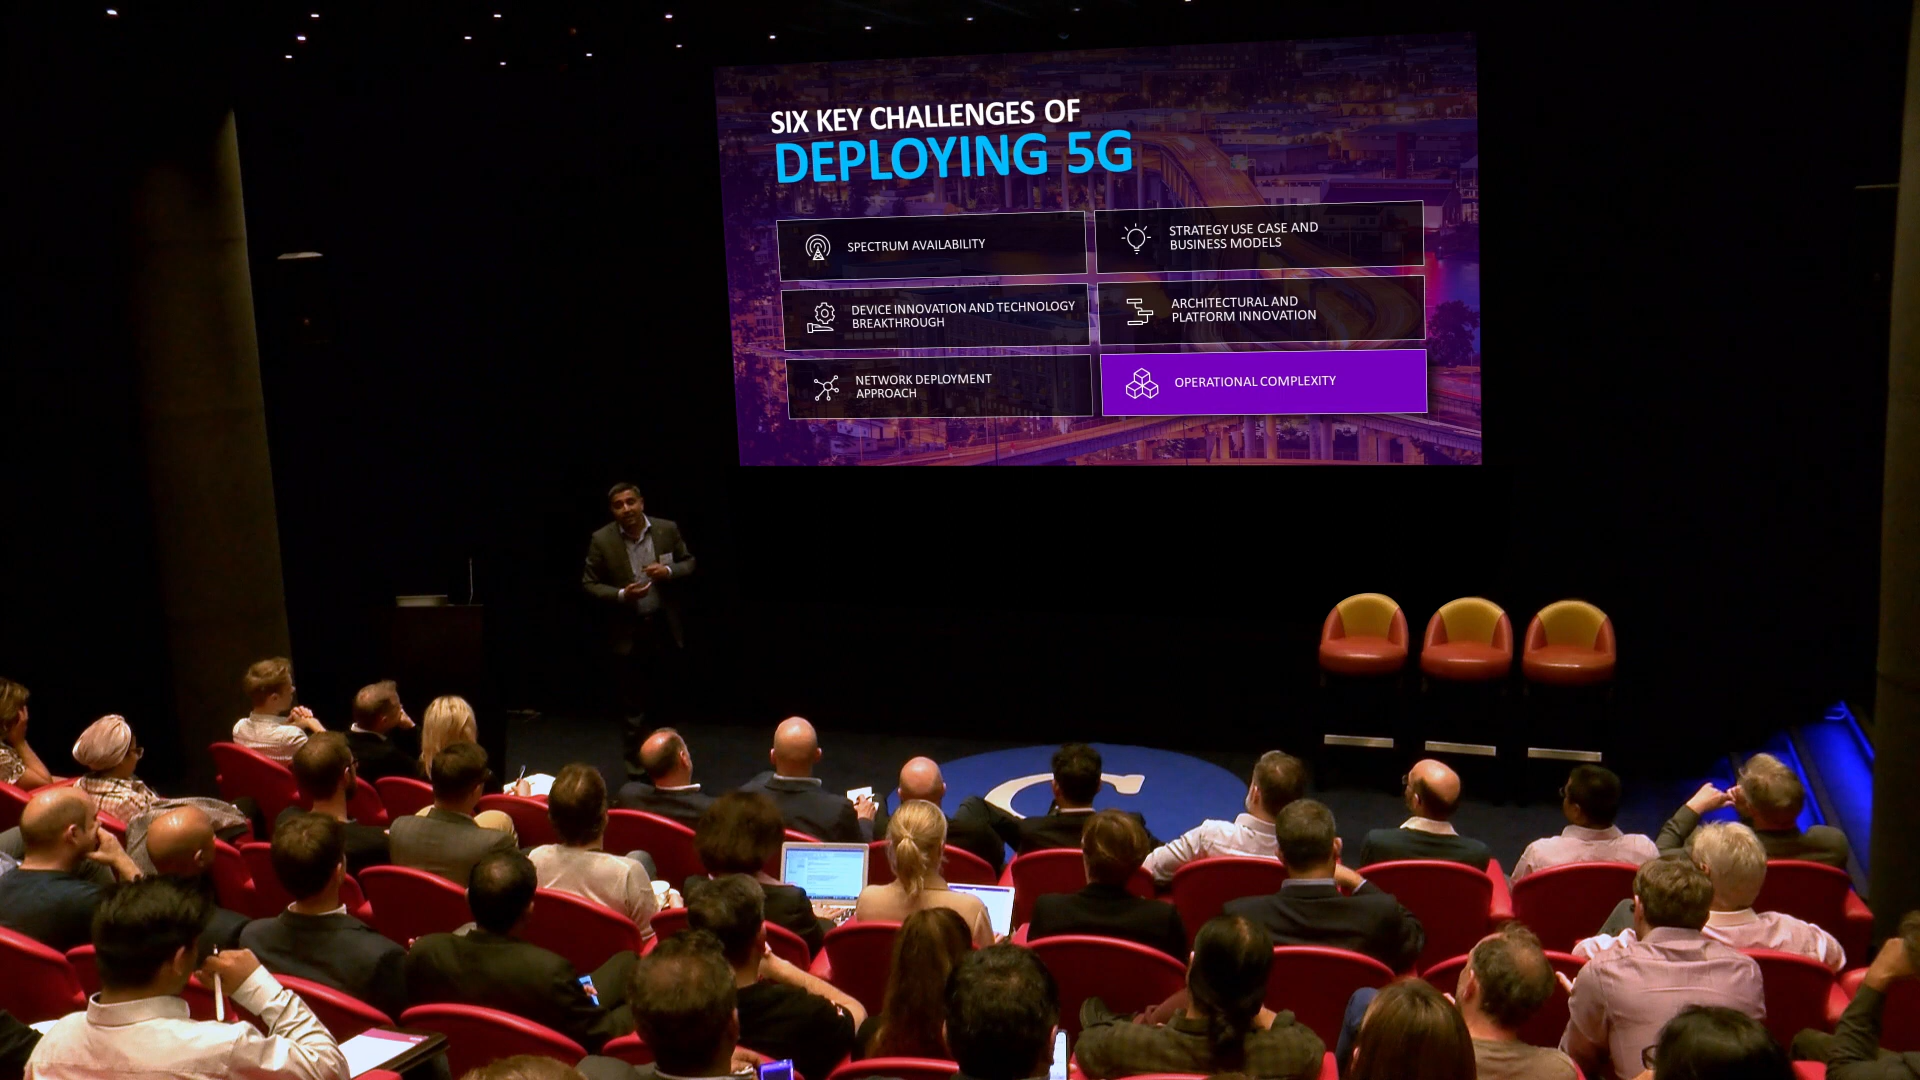 SIX KEY CHALLENGES OF
DEPLOYING 5G
SPECTRUM AVAILABILITY
STRATEGY USE CASE AND
BUSINESS MODELS
DEVICE INNOVATION AND TECHNOLOGY
BREAKTHROUGH
ARCHITECTURAL AND
PLATFORM INNOVATION
NETWORK DEPLOYMENT
APPROACH
OPERATIONAL COMPLEXITY
C